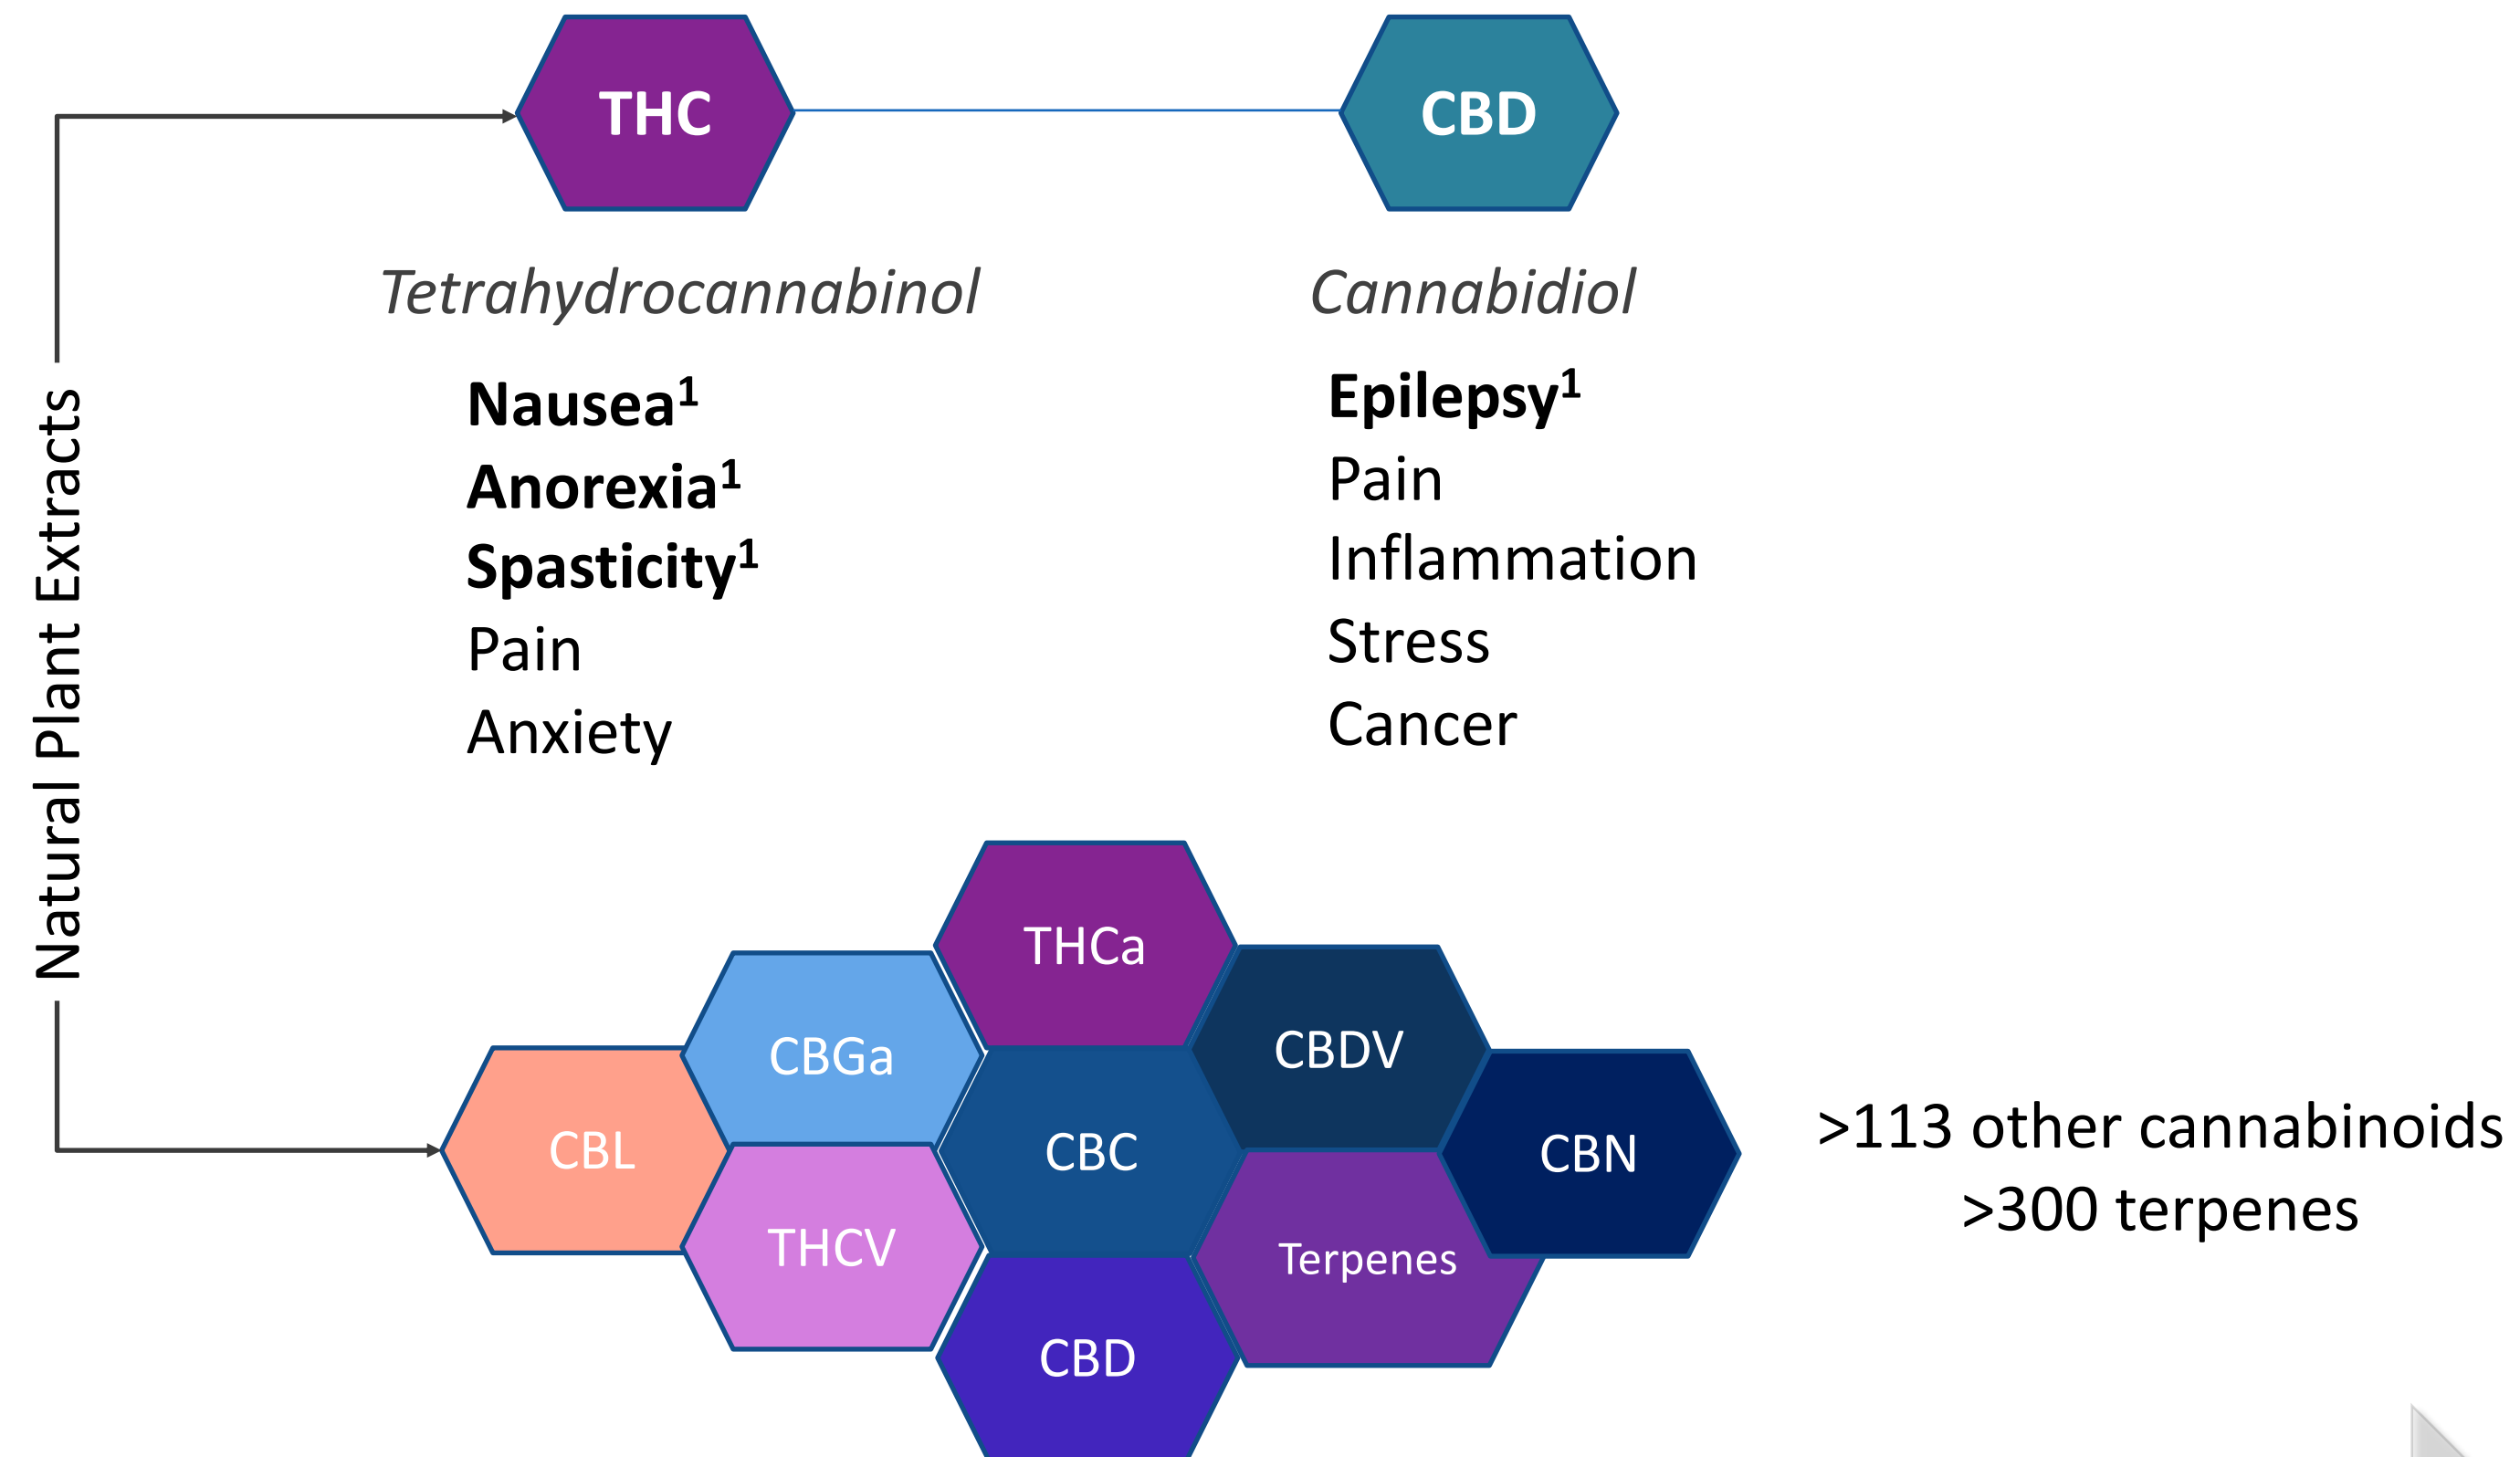 THC
CBD
Tetrahydrocannabinol
Cannabidiol
Nausea¹
Anorexia¹
Spasticity¹
Pain
Anxiety
Epilepsy¹
Pain
Inflammation
Stress
Cancer
Natural Plant Extracts
THCa
CBGa
CBDV
CBL
CBC
CBN
THCV
Terpenes
CBD
>113 other cannabinoids
>300 terpenes